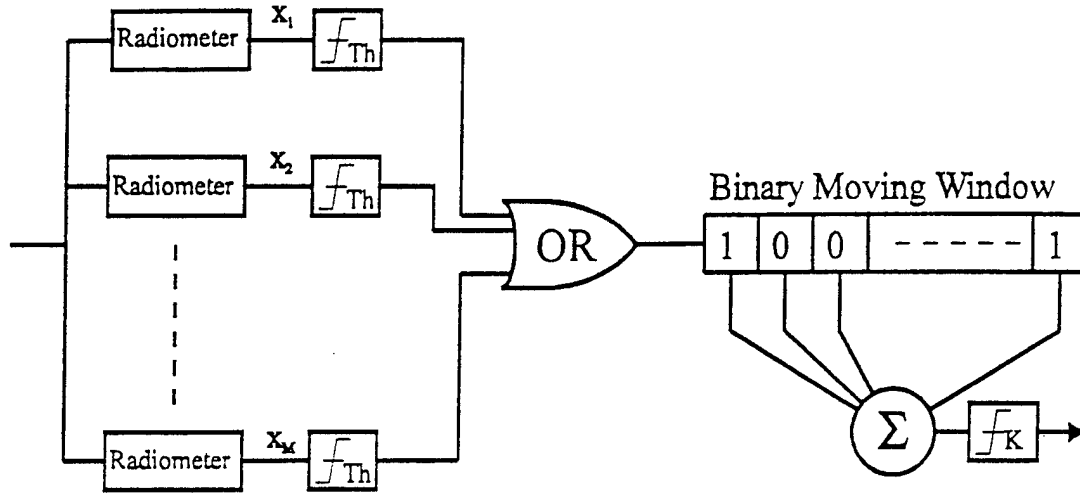 X₁
Radiometer
Th
X₂
Radiometer
Th
Binary Moving Window
OR
1 0 0 1
X_M
Radiometer
Th
Σ
K